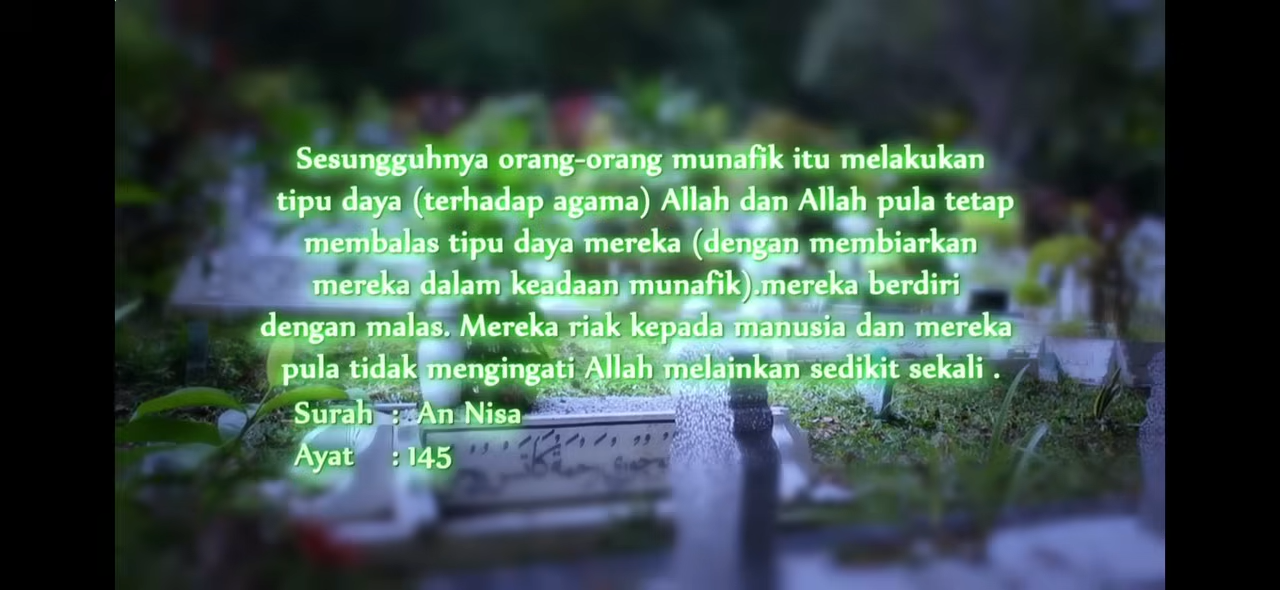 Sesungguhnya orang-orang munafik itu melakukan
tipu daya (terhadap agama) Allah dan Allah pula tetap
membalas tipu daya mereka (dengan membiarkan
mereka dalam keadaan munafik).mereka berdiri
dengan malas. Mereka riak kepada manusia dan mereka
pula tidak mengingati Allah melainkan sedikit sekali .
Surah : An Nisa
Ayat : 145